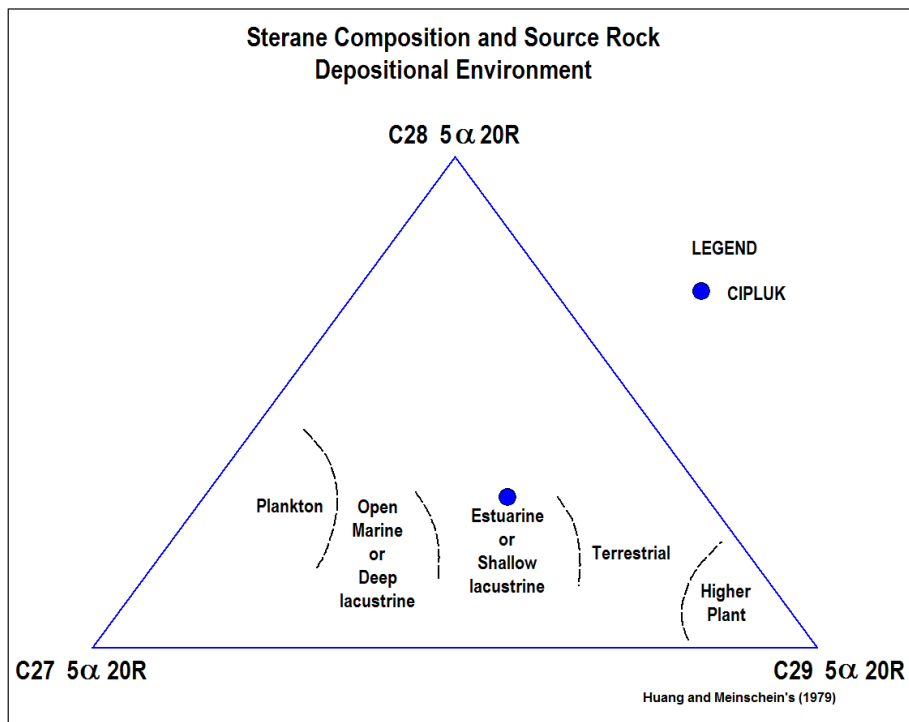 Sterane Composition and Source Rock
Depositional Environment
C28 5α 20R
LEGEND
CIPLUK
Plankton
Open
Marine
or
Deep
lacustrine
Estuarine
or
Shallow
lacustrine
Terrestrial
Higher
Plant
C27 5α 20R
C29 5α 20R
Huang and Meinschein's (1979)